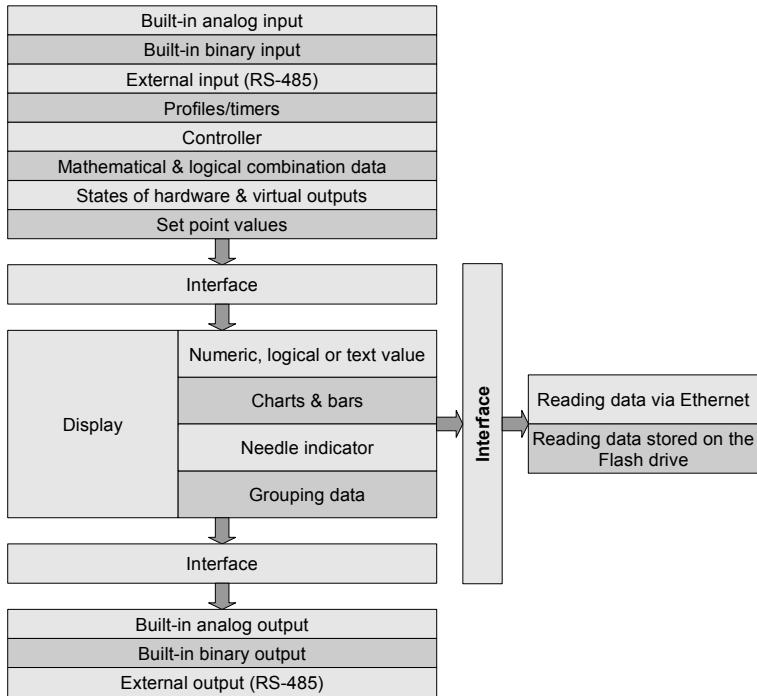 Built-in analog input
Built-in binary input
External input (RS-485)
Profiles/timers
Controller
Mathematical & logical combination data
States of hardware & virtual outputs
Set point values
Interface
Display
Numeric, logical or text value
Charts & bars
Needle indicator
Grouping data
Interface
Reading data via Ethernet
Reading data stored on the
Flash drive
Interface
Built-in analog output
Built-in binary output
External output (RS-485)